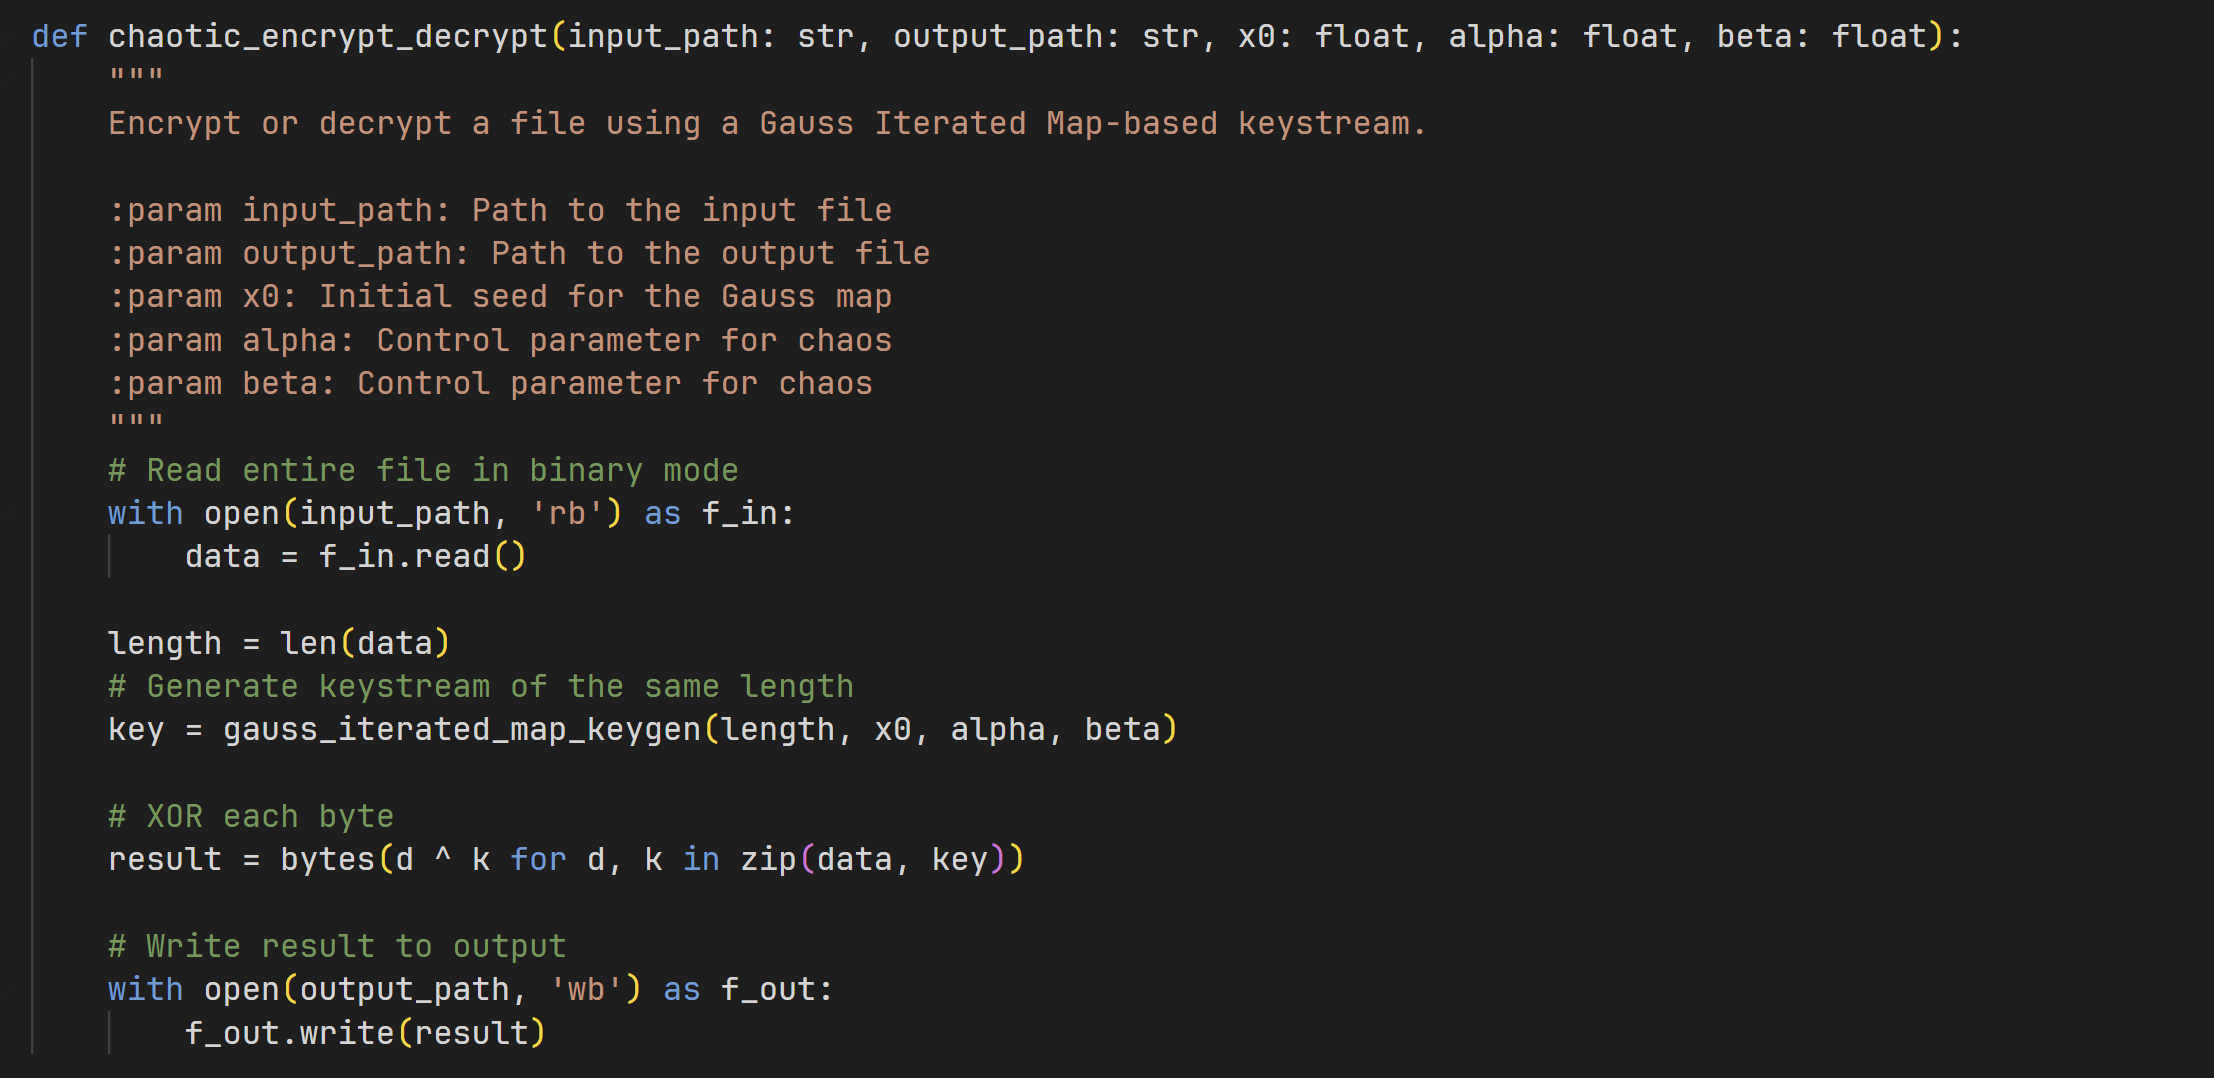 def chaotic_encrypt_decrypt(input_path: str, output_path: str, x0: float, alpha: float, beta: float):
    """
    Encrypt or decrypt a file using a Gauss Iterated Map-based keystream.

    :param input_path: Path to the input file
    :param output_path: Path to the output file
    :param x0: Initial seed for the Gauss map
    :param alpha: Control parameter for chaos
    :param beta: Control parameter for chaos
    """
    # Read entire file in binary mode
    with open(input_path, 'rb') as f_in:
        data = f_in.read()

    length = len(data)
    # Generate keystream of the same length
    key = gauss_iterated_map_keygen(length, x0, alpha, beta)

    # XOR each byte
    result = bytes(d ^ k for d, k in zip(data, key))

    # Write result to output
    with open(output_path, 'wb') as f_out:
        f_out.write(result)